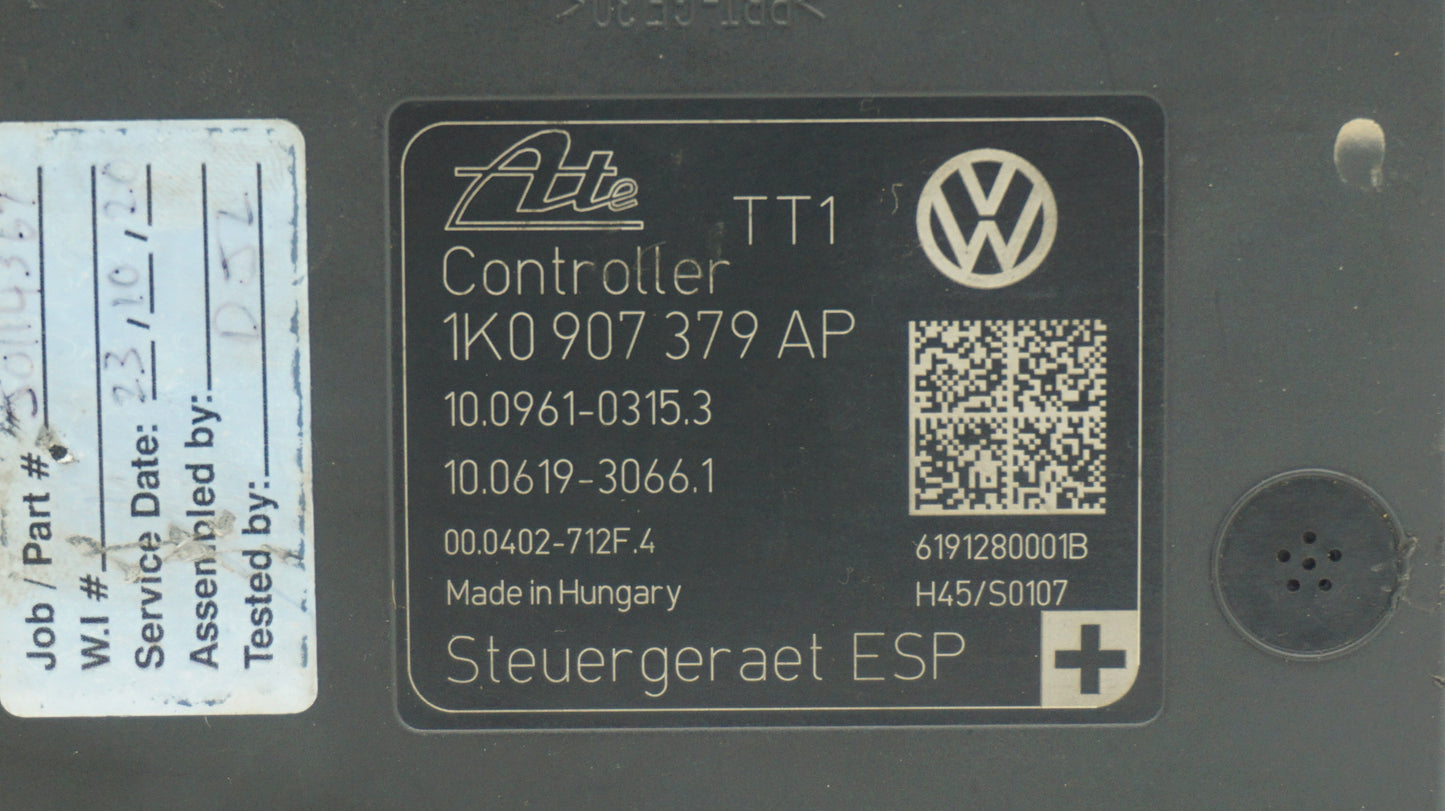 Ate
TT1
Controller
1K0 907 379 AP
10.0961-0315.3
10.0619-3066.1
00.0402-712F.4
Made in Hungary
Steuergeraet ESP
6191280001B
H45/S0107
Job / Part #
W.I #
Service Date: 23, 10, 20
Assembled by:
Tested by: